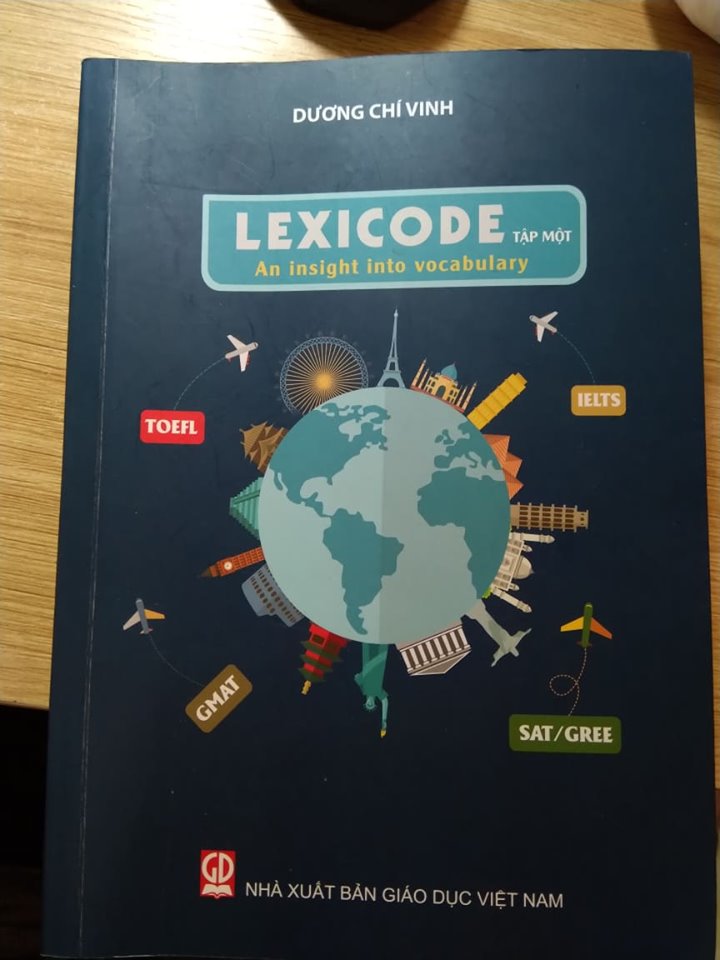 DƯƠNG CHÍ VINH
LEXICODE TẬP MỘT
An insight into vocabulary
TOEFL
IELTS
GMAT
SAT/GREE
GD
NHÀ XUẤT BẢN GIÁO DỤC VIỆT NAM